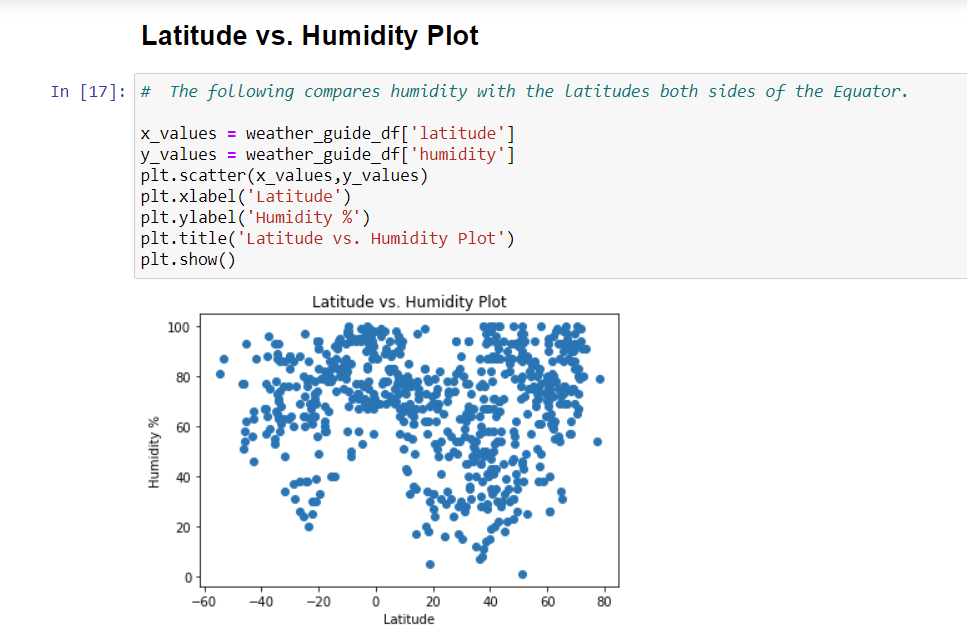 Latitude vs. Humidity Plot
In [17]: #  The following compares humidity with the latitudes both sides of the Equator.
x_values = weather_guide_df['latitude']
y_values = weather_guide_df['humidity']
plt.scatter(x_values,y_values)
plt.xlabel('Latitude')
plt.ylabel('Humidity %')
plt.title('Latitude vs. Humidity Plot')
plt.show()
Latitude vs. Humidity Plot
100
80
60
40
20
0
Humidity %
−60 −40 −20 0 20 40 60 80
Latitude